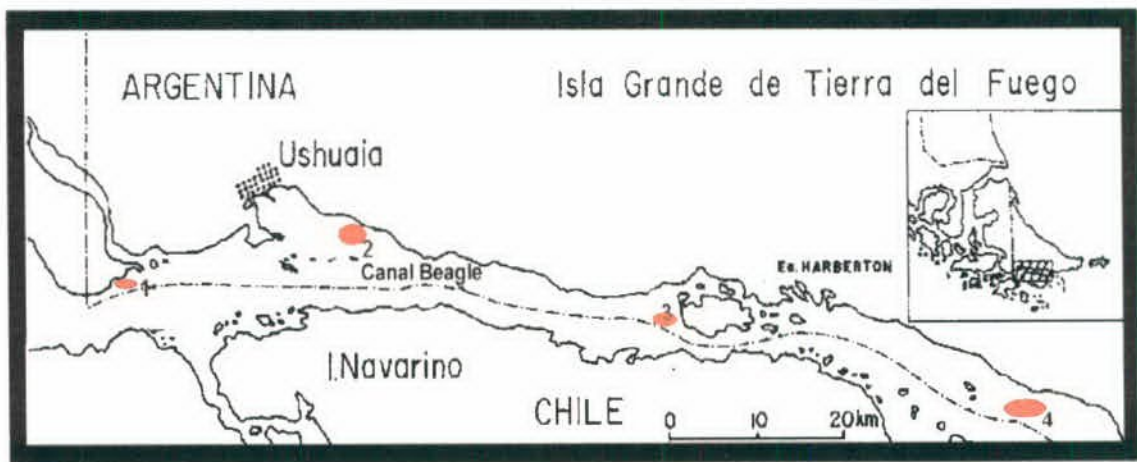 ARGENTINA
Isla Grande de Tierra del Fuego
Ushuaia
2
Canal Beagle
Es. HARBERTON
1
3
I.Navarino
CHILE
0 10 20km
4